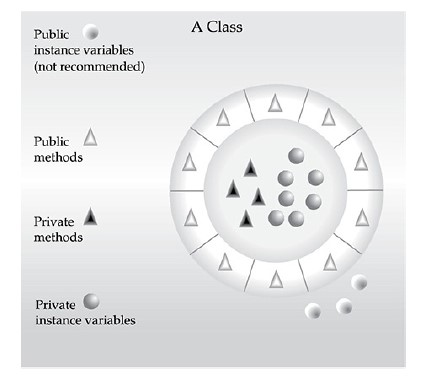 A Class
Public
instance variables
(not recommended)
Public
methods
Private
methods
Private
instance variables